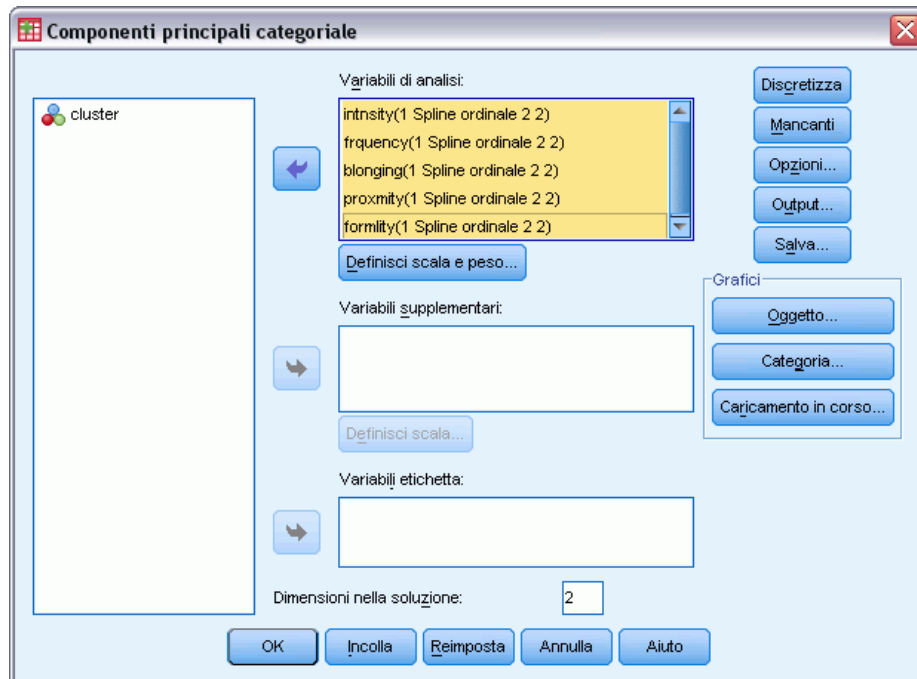 Componenti principali categoriale
cluster
Variabili di analisi:
intnsity(1 Spline ordinale 2 2)
frquency(1 Spline ordinale 2 2)
blonging(1 Spline ordinale 2 2)
proxmity(1 Spline ordinale 2 2)
formlity(1 Spline ordinale 2 2)
Definisci scala e peso...
Variabili supplementari:
Definisci scala...
Variabili etichetta:
Dimensioni nella soluzione:
2
Discretizza
Mancanti
Opzioni...
Output...
Salva...
Grafici
Oggetto...
Categoria...
Caricamento in corso...
OK
Incolla
Reimposta
Annulla
Aiuto